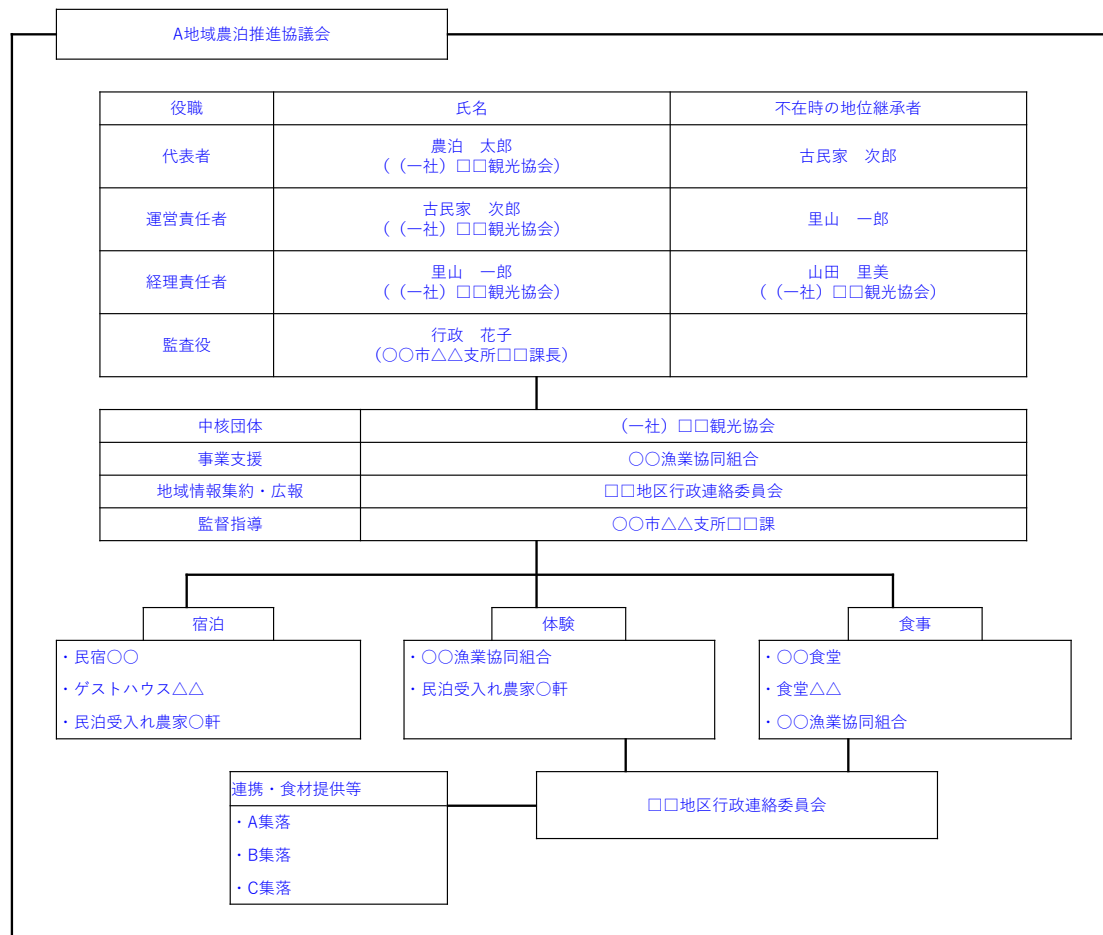 A地域農泊推進協議会
役職 氏名 不在時の地位継承者
代表者 農泊　太郎 古民家　次郎
(（一社）□□観光協会)
運営責任者 古民家　次郎 里山　一郎
(（一社）□□観光協会)
経理責任者 里山　一郎 山田　里美
(（一社）□□観光協会) (（一社）□□観光協会)
監査役 行政　花子
(〇〇市△△支所□□課長)
中核団体 （一社）□□観光協会
事業支援 〇〇漁業協同組合
地域情報集約・広報 □□地区行政連絡委員会
監督指導 〇〇市△△支所□□課
宿泊
・民宿〇〇
・ゲストハウス△△
・民泊受入れ農家〇軒
体験
・〇〇漁業協同組合
・民泊受入れ農家〇軒
食事
・〇〇食堂
・食堂△△
・〇〇漁業協同組合
連携・食材提供等
・A集落
・B集落
・C集落
□□地区行政連絡委員会